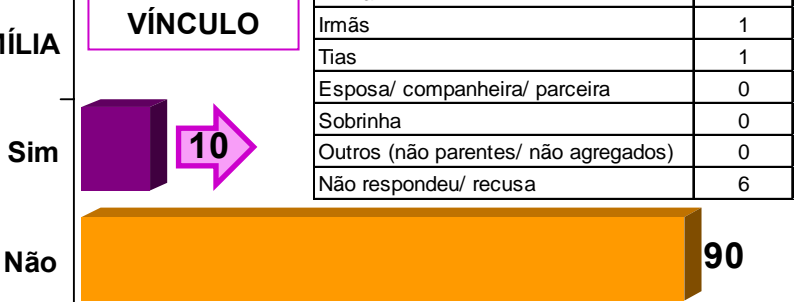 VÍNCULO
Irmãs 1
Tias 1
Esposa/ companheira/ parceira 0
Sobrinha 0
Outros (não parentes/ não agregados) 0
Não respondeu/ recusa 6
Sim 10
Não 90